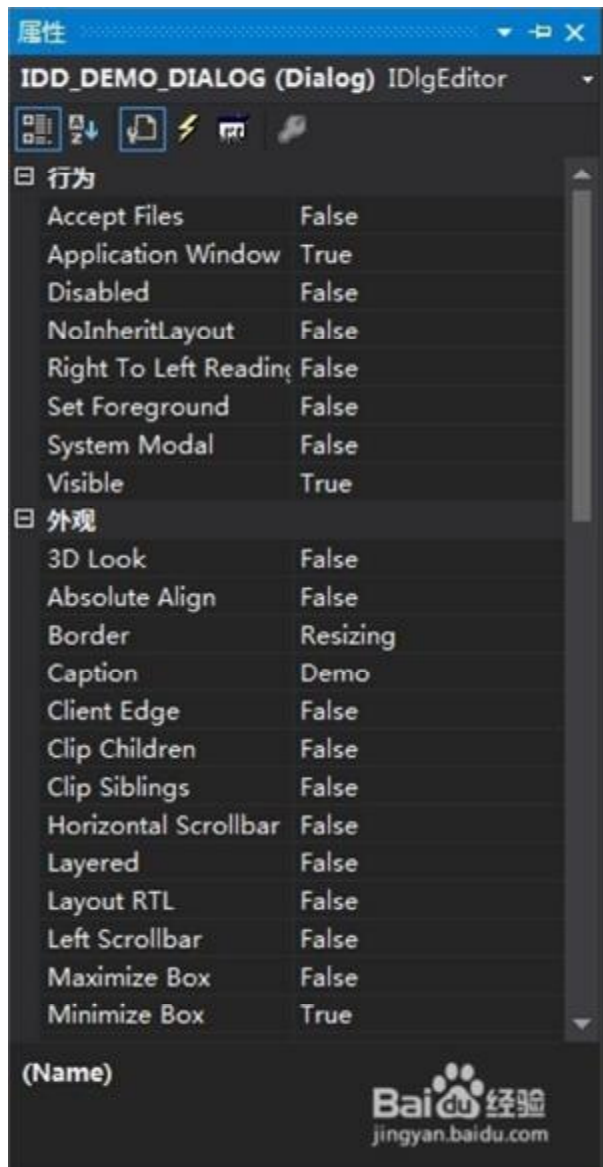 属性
IDD_DEMO_DIALOG (Dialog) IDlgEditor
行为
Accept Files False
Application Window True
Disabled False
NoInheritLayout False
Right To Left Reading False
Set Foreground False
System Modal False
Visible True
外观
3D Look False
Absolute Align False
Border Resizing
Caption Demo
Client Edge False
Clip Children False
Clip Siblings False
Horizontal Scrollbar False
Layered False
Layout RTL False
Left Scrollbar False
Maximize Box False
Minimize Box True
(Name)
Bai du 经验
jingyan.baidu.com